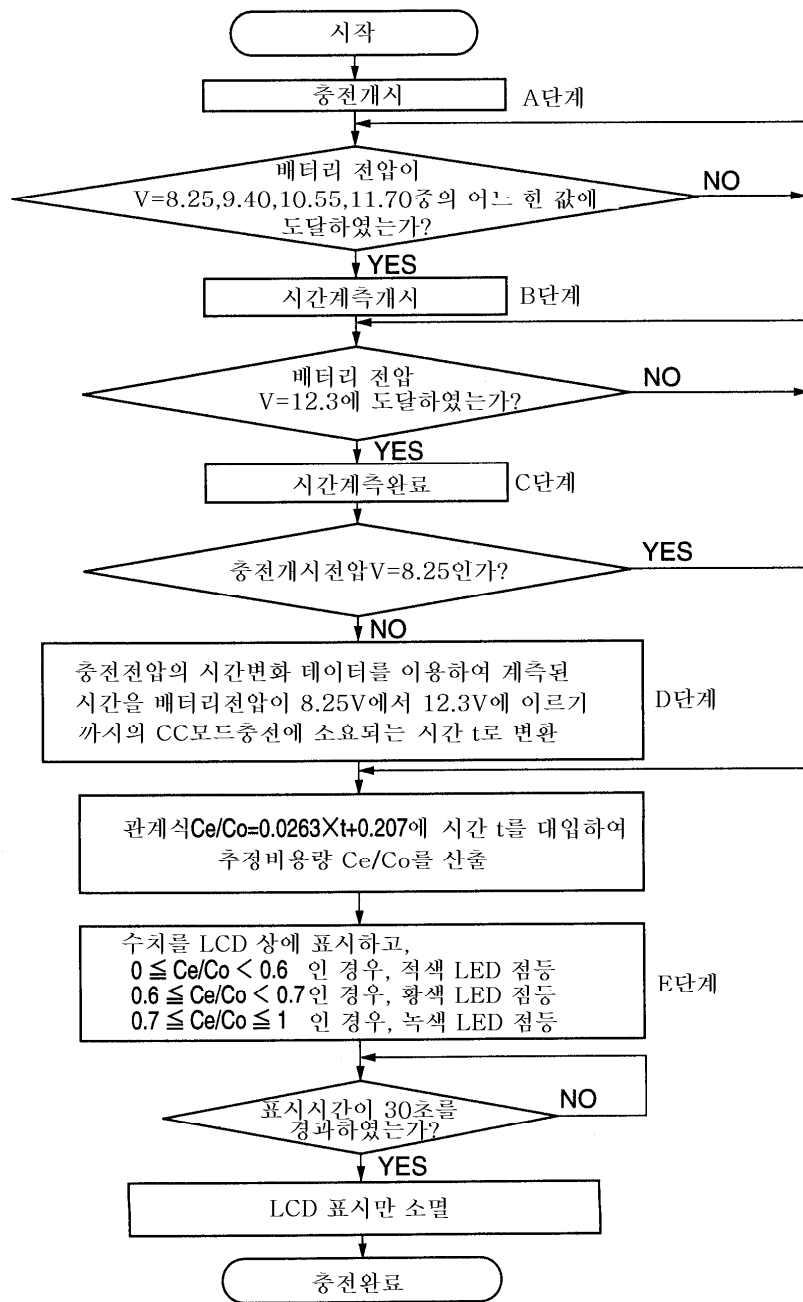 시작
충전개시
A단계
배터리 전압이
V=8.25,9.40,10.55,11.70중의 어느 한 값에
도달하였는가?
NO
YES
시간계측개시
B단계
배터리 전압
V=12.3에 도달하였는가?
NO
YES
시간계측완료
C단계
충전개시전압V=8.25인가?
YES
NO
충전전압의 시간변화 데이터를 이용하여 계측된
시간을 배터리전압이 8.25V에서 12.3V에 이르기
까지의 CC모드충전에 소요되는 시간 t로 변환
D단계
관계식Ce/Co=0.0263×t+0.207에 시간 t를 대입하여
추정비용량 Ce/Co를 산출
수치를 LCD 상에 표시하고,
0 ≦ Ce/Co < 0.6 인 경우, 적색 LED 점등
0.6 ≦ Ce/Co < 0.7인 경우, 황색 LED 점등
0.7 ≦ Ce/Co ≦ 1 인 경우, 녹색 LED 점등
E단계
표시시간이 30초를
경과하였는가?
NO
YES
LCD 표시만 소멸
충전완료